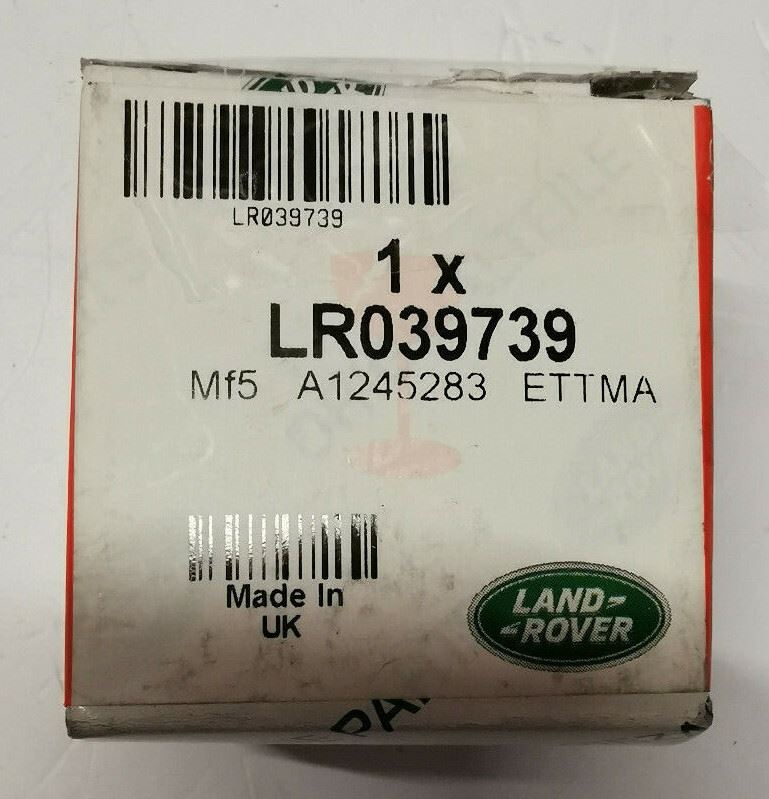 LR039739
1 x
LR039739
Mf5 A1245283 ETTMA
Made In
UK
LAND-
-ROVER